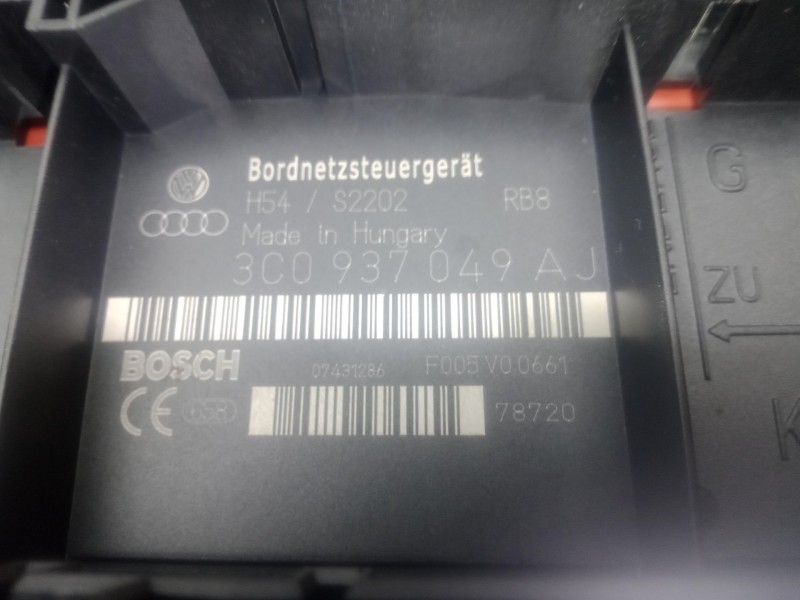 Bordnetzsteuergerät
H54 / S2202 RB8
Made in Hungary
3C0 937 049 AJ
BOSCH 07431286 F005 V0 0661
CE 78720
G
ZU
K